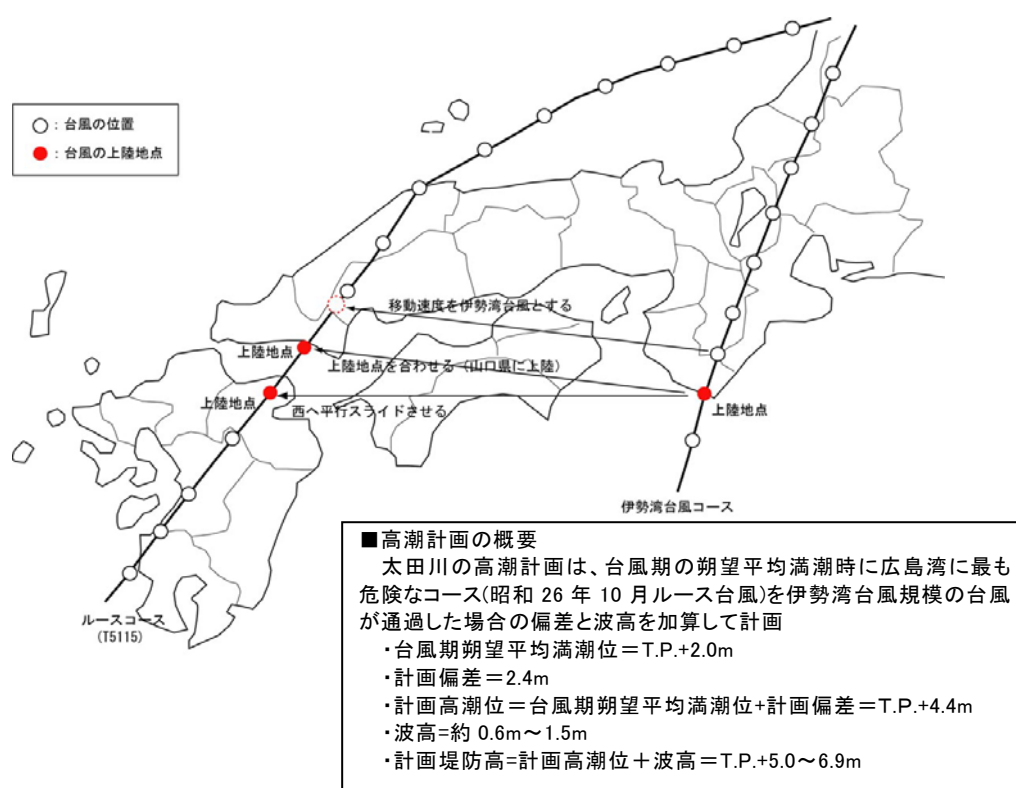 ○：台風の位置
●：台風の上陸地点
移動速度を伊勢湾台風とする
上陸地点
上陸地点を合わせる（山口県に上陸）
上陸地点
西へ平行スライドさせる
上陸地点
伊勢湾台風コース
ルースコース
(T5115)
■高潮計画の概要
太田川の高潮計画は、台風期の朔望平均満潮時に広島湾に最も
危険なコース(昭和 26 年 10 月ルース台風)を伊勢湾台風規模の台風
が通過した場合の偏差と波高を加算して計画
・台風期朔望平均満潮位＝T.P.+2.0m
・計画偏差＝2.4m
・計画高潮位＝台風期朔望平均満潮位+計画偏差＝T.P.+4.4m
・波高=約 0.6m～1.5m
・計画堤防高=計画高潮位＋波高＝T.P.+5.0～6.9m